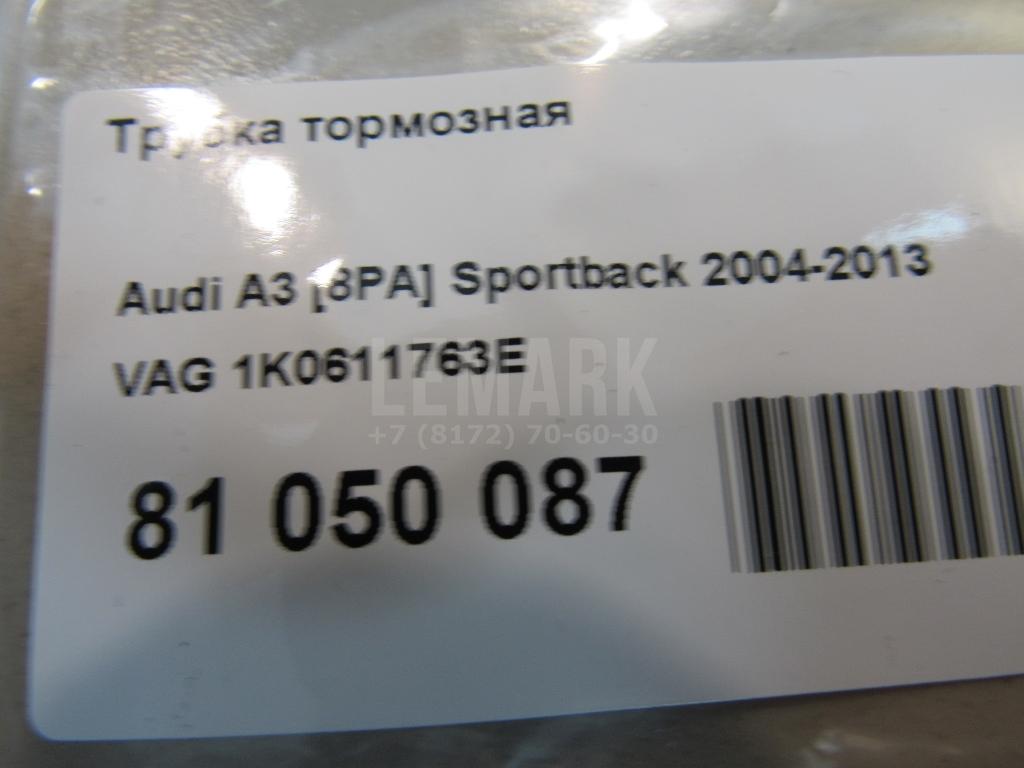 Трубка тормозная
Audi A3 [8PA] Sportback 2004-2013
VAG 1K0611763E
LEMARK
+7 (8172) 70-60-30
81 050 087